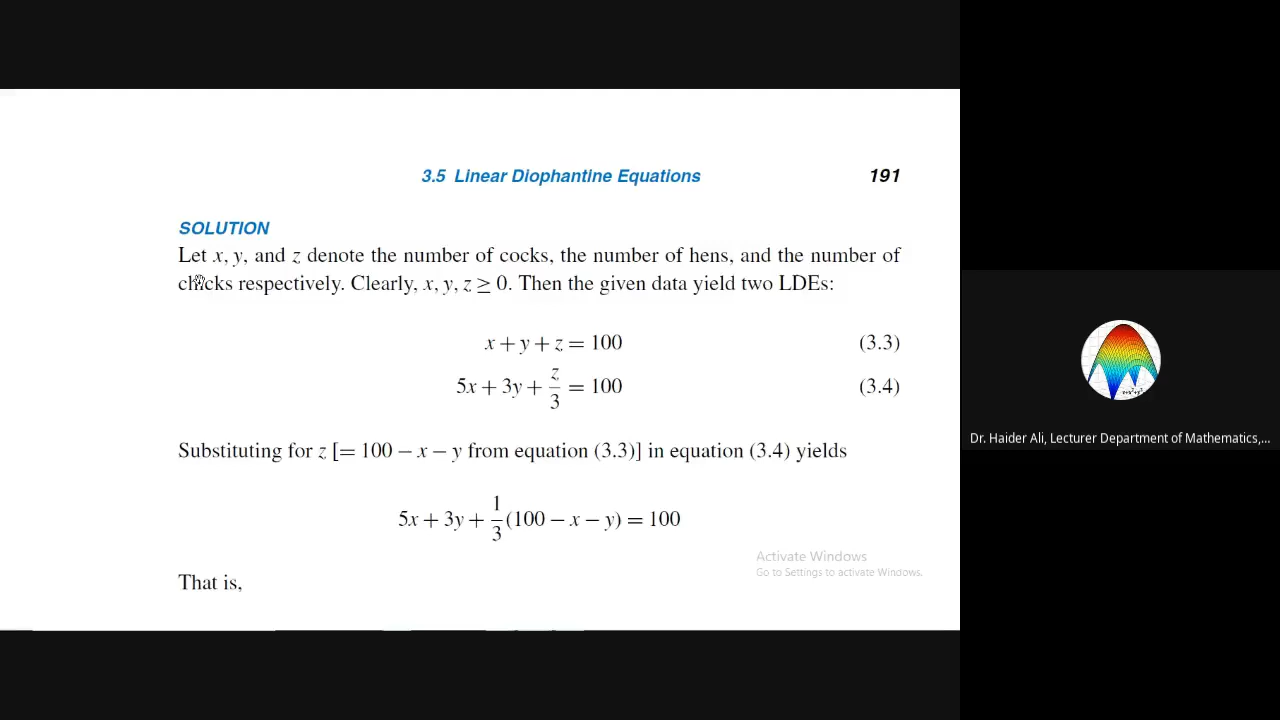 3.5 Linear Diophantine Equations 191
SOLUTION
Let x, y, and z denote the number of cocks, the number of hens, and the number of
chicks respectively. Clearly, x, y, z ≥ 0. Then the given data yield two LDEs:
x + y + z = 100 (3.3)
5x + 3y + z/3 = 100 (3.4)
Substituting for z [= 100 − x − y from equation (3.3)] in equation (3.4) yields
5x + 3y + 1/3(100 − x − y) = 100
That is,
Activate Windows
Go to Settings to activate Windows.
Dr. Haider Ali, Lecturer Department of Mathematics,...